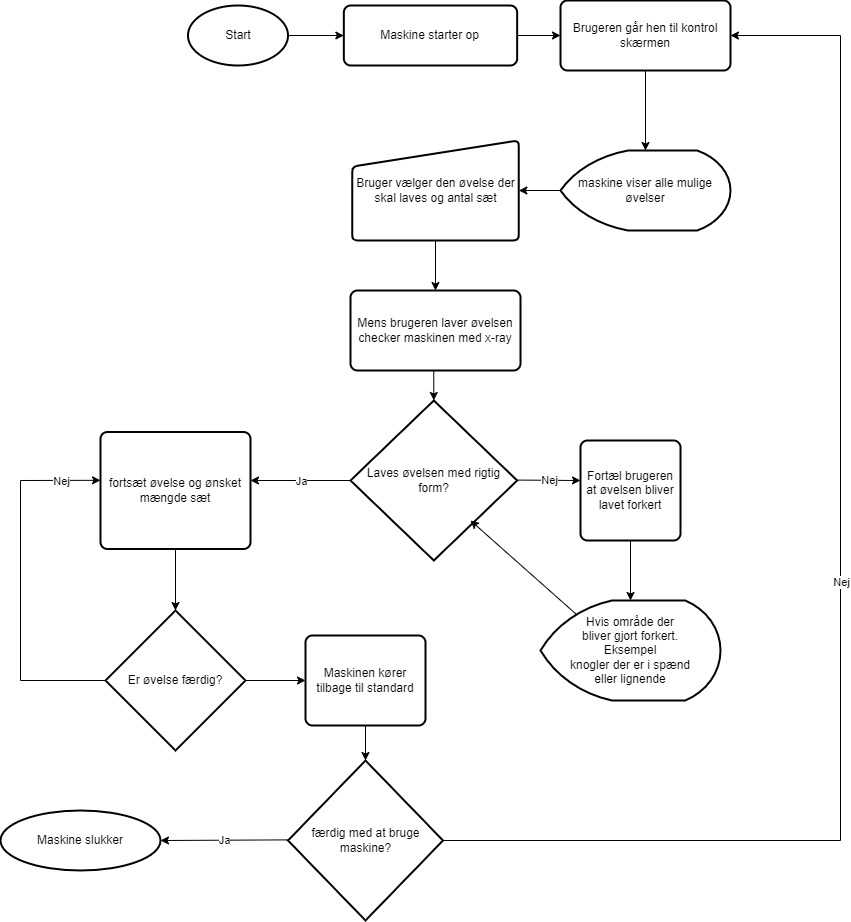 Start
Maskine starter op
Brugeren går hen til kontrol
skærmen
maskine viser alle mulige
øvelser
Bruger vælger den øvelse der
skal laves og antal sæt
Mens brugeren laver øvelsen
checker maskinen med x-ray
Laves øvelsen med rigtig
form?
Ja
Nej
fortsæt øvelse og ønsket
mængde sæt
Nej
Fortæl brugeren
at øvelsen bliver
lavet forkert
Hvis område der
bliver gjort forkert.
Eksempel
knogler der er i spænd
eller lignende
Er øvelse færdig?
Maskinen kører
tilbage til standard
færdig med at bruge
maskine?
Ja
Nej
Maskine slukker